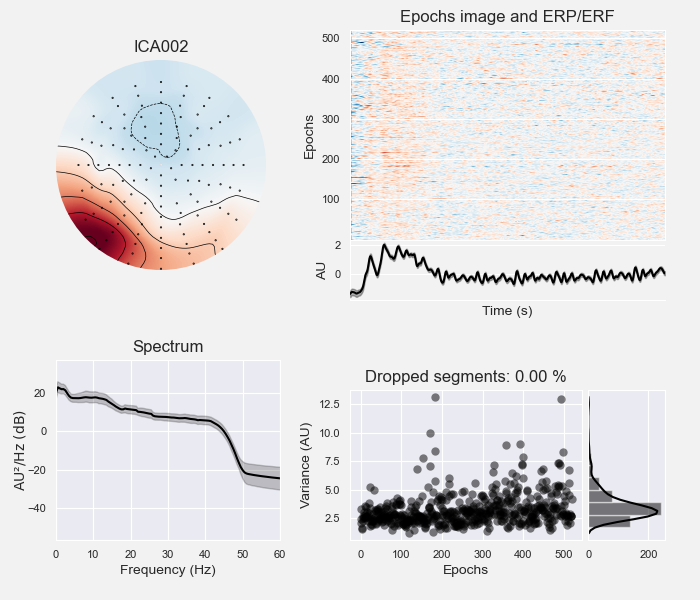 ICA002
Epochs image and ERP/ERF
500
400
300
200
100
Epochs
2
0
AU
Time (s)
Spectrum
20
0
−20
−40
AU²/Hz (dB)
0 10 20 30 40 50 60
Frequency (Hz)
Dropped segments: 0.00 %
12.5
10.0
7.5
5.0
2.5
Variance (AU)
0 100 200 300 400 500
Epochs
0 200